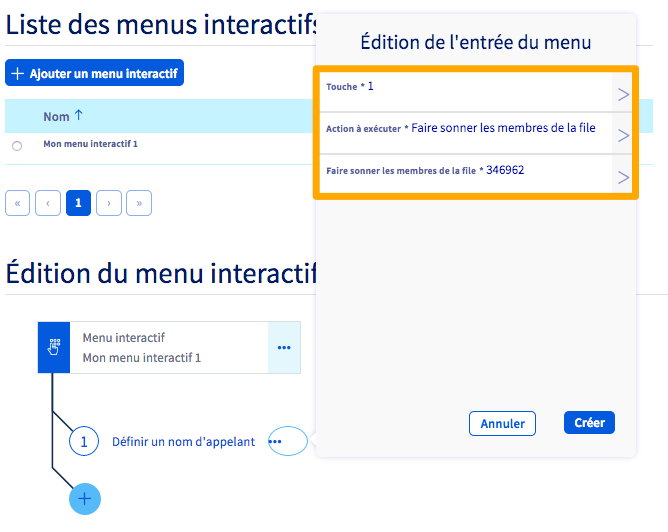 Liste des menus interactifs
+ Ajouter un menu interactif
Nom ↑
Mon menu interactif 1
« ‹ 1 › »
Édition du menu interactif
Menu interactif
Mon menu interactif 1
•••
1 Définir un nom d'appelant •••
+
Édition de l'entrée du menu
Touche * 1
Action à exécuter * Faire sonner les membres de la file
Faire sonner les membres de la file * 346962
Annuler Créer